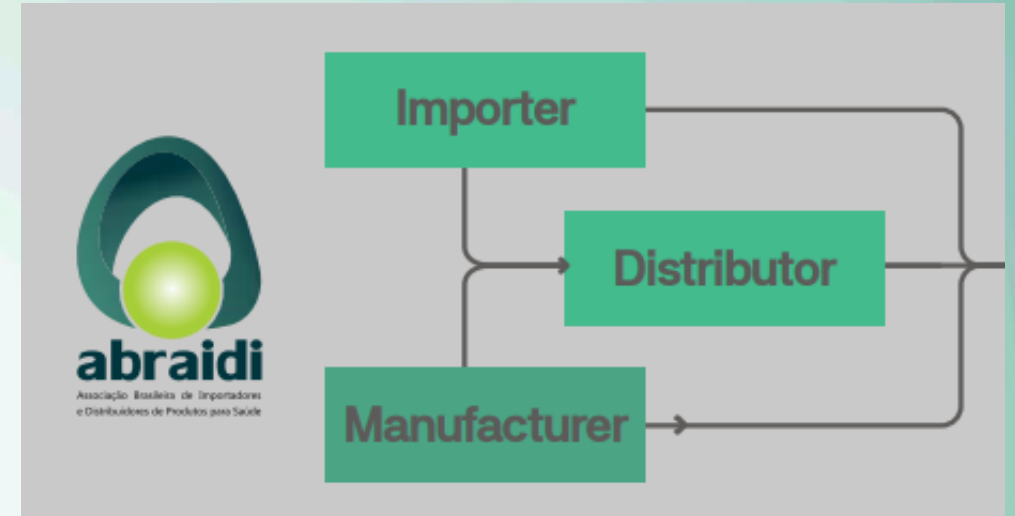 Importer
Distributor
abraidi
Associação Brasileira de Importadores
e Distribuidores de Produtos para Saúde
Manufacturer